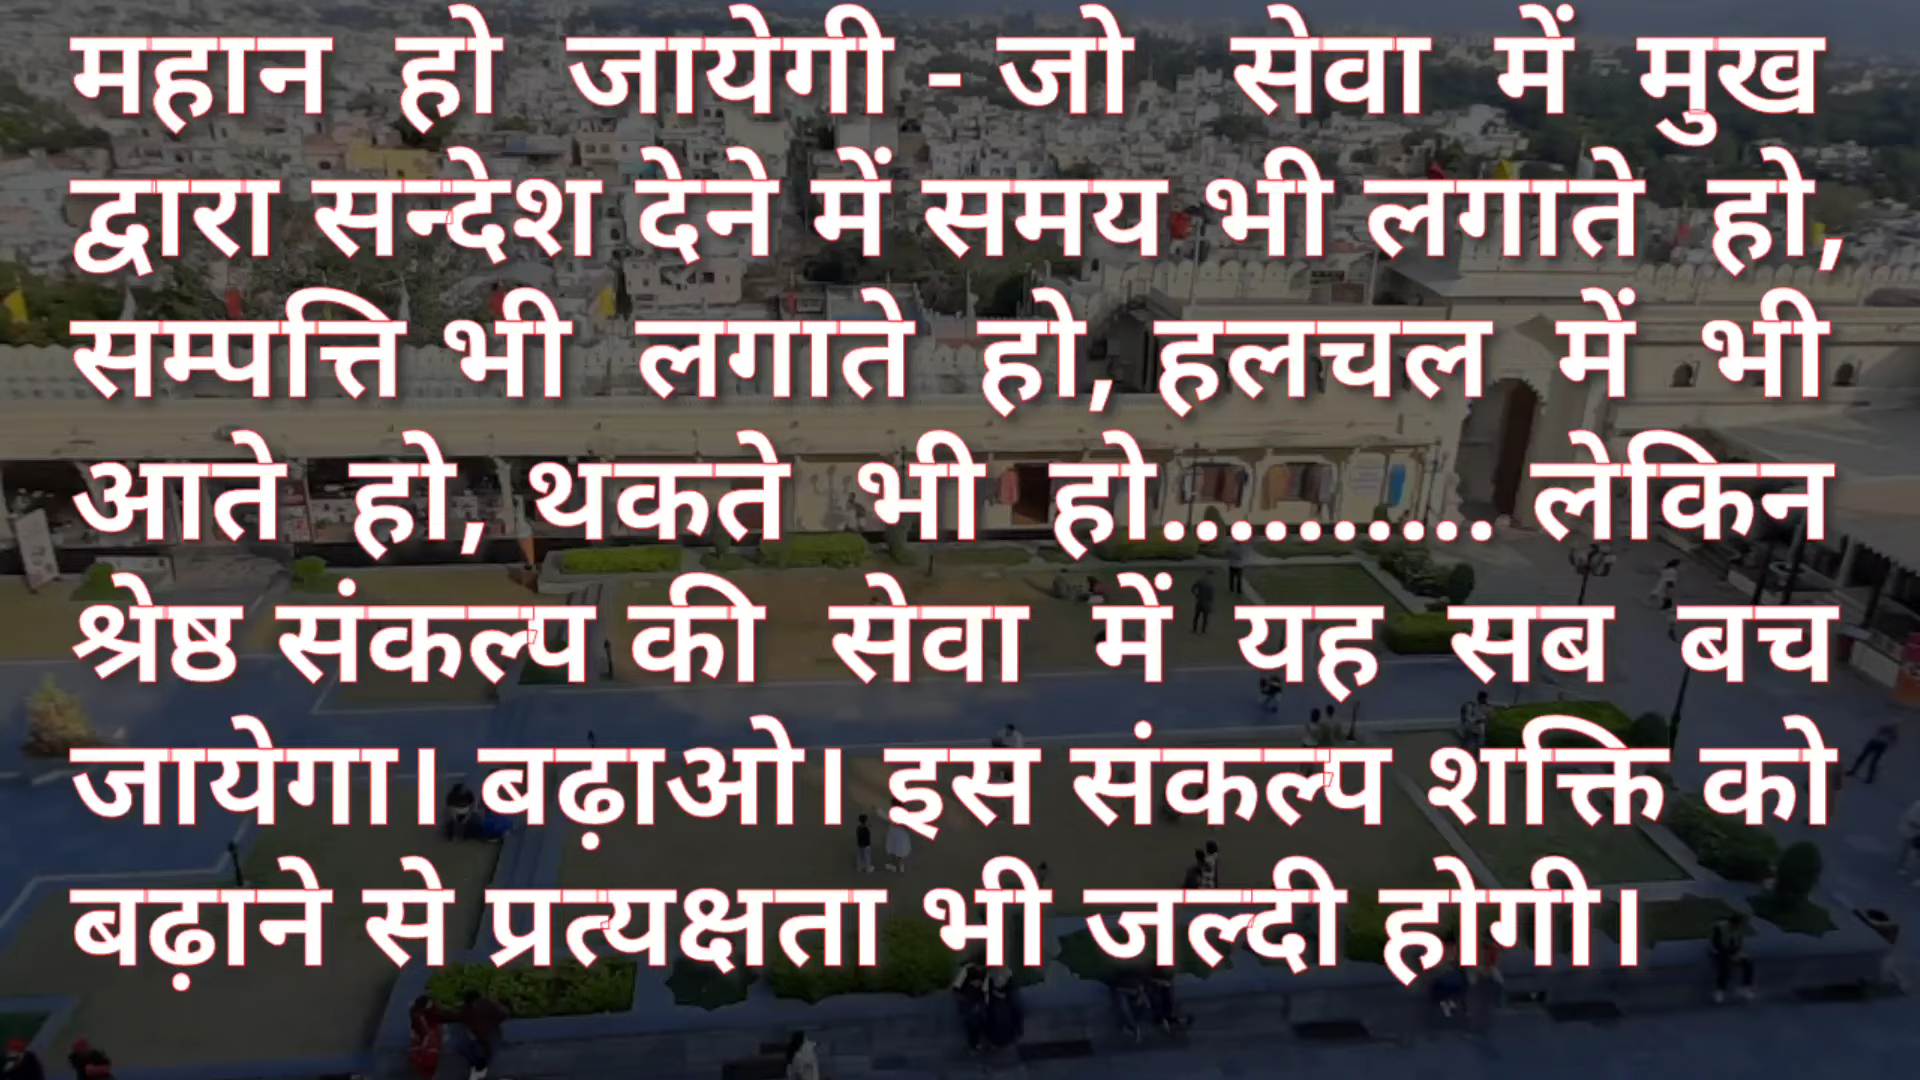 महान हो जायेगी - जो सेवा में मुख
द्वारा सन्देश देने में समय भी लगाते हो,
सम्पत्ति भी लगाते हो, हलचल में भी
आते हो, थकते भी हो.......... लेकिन
श्रेष्ठ संकल्प की सेवा में यह सब बच
जायेगा। बढ़ाओ। इस संकल्प शक्ति को
बढ़ाने से प्रत्यक्षता भी जल्दी होगी।